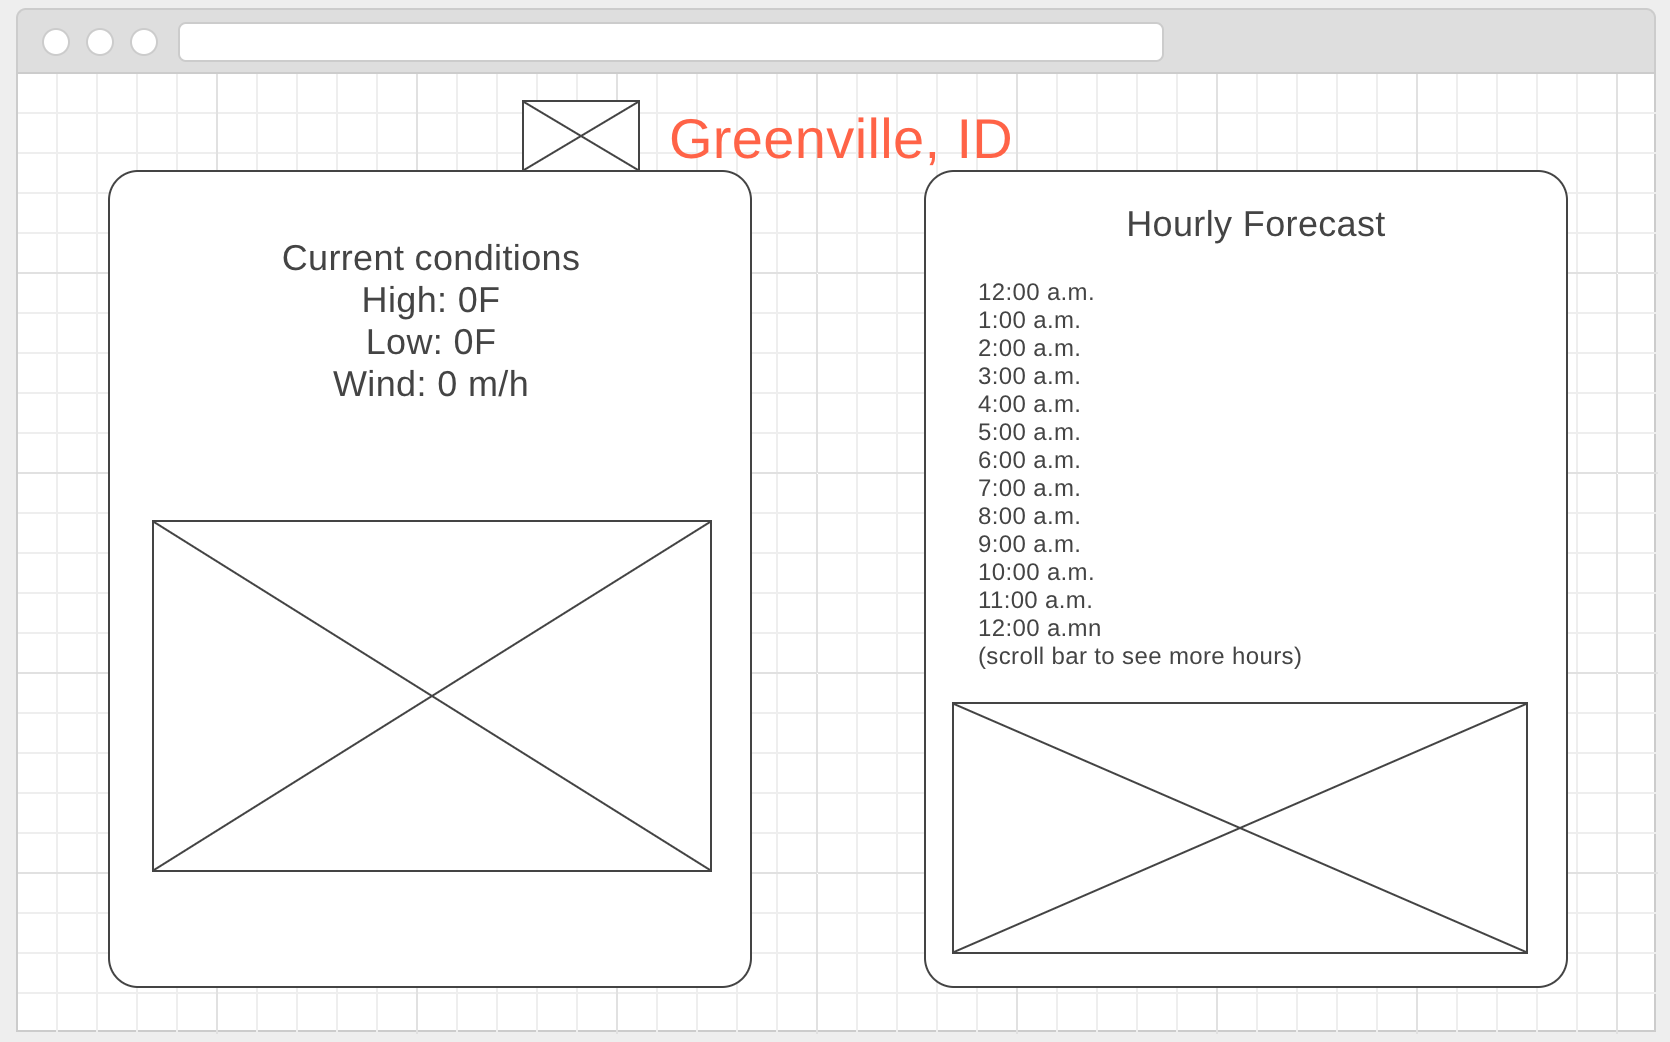 Greenville, ID
Current conditions
High: 0F
Low: 0F
Wind: 0 m/h
Hourly Forecast
12:00 a.m.
1:00 a.m.
2:00 a.m.
3:00 a.m.
4:00 a.m.
5:00 a.m.
6:00 a.m.
7:00 a.m.
8:00 a.m.
9:00 a.m.
10:00 a.m.
11:00 a.m.
12:00 a.mn
(scroll bar to see more hours)